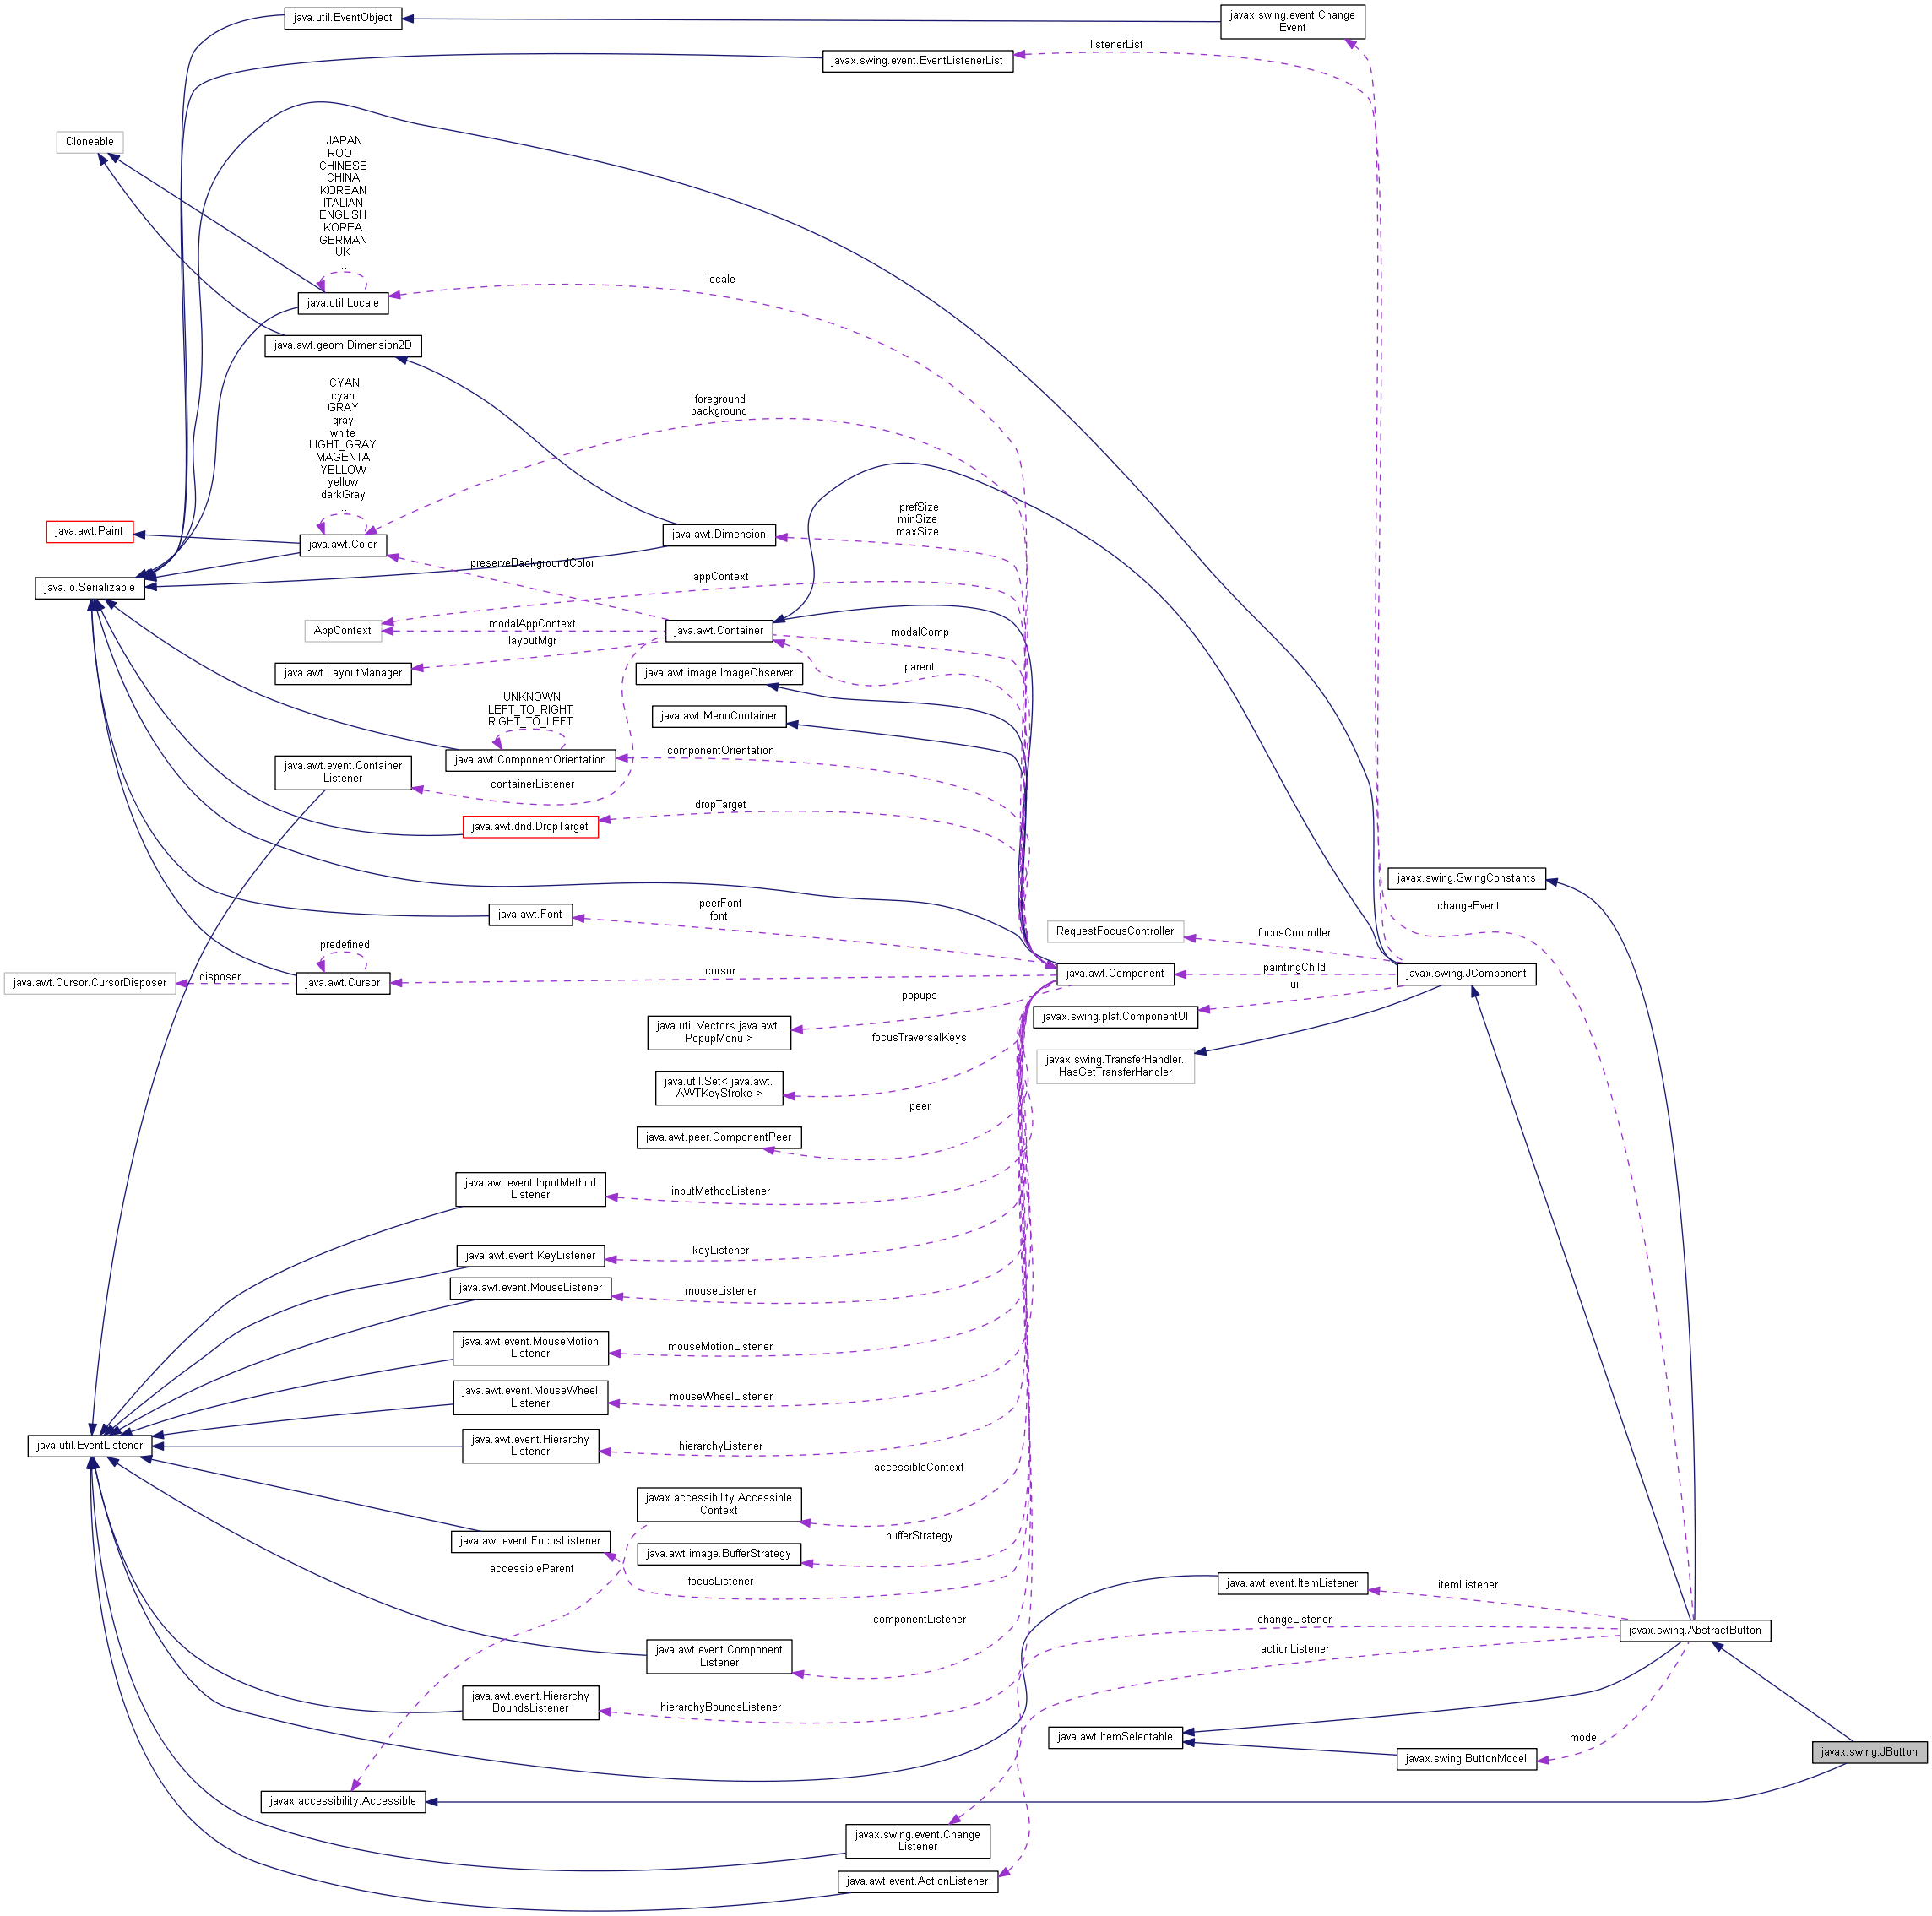 java.util.EventObject
javax.swing.event.Change
Event
listenerList
javax.swing.event.EventListenerList
Cloneable
JAPAN
ROOT
CHINESE
CHINA
KOREAN
ITALIAN
ENGLISH
KOREA
GERMAN
UK
...
locale
java.util.Locale
java.awt.geom.Dimension2D
CYAN
cyan
GRAY
gray
white
LIGHT_GRAY
MAGENTA
YELLOW
yellow
darkGray
...
foreground
background
prefSize
minSize
maxSize
java.awt.Paint
java.awt.Color
java.awt.Dimension
preserveBackgroundColor
appContext
java.io.Serializable
AppContext
modalAppContext
layoutMgr
java.awt.Container
modalComp
parent
java.awt.LayoutManager
java.awt.image.ImageObserver
UNKNOWN
LEFT_TO_RIGHT
RIGHT_TO_LEFT
java.awt.MenuContainer
java.awt.ComponentOrientation
componentOrientation
java.awt.event.Container
Listener
containerListener
dropTarget
java.awt.dnd.DropTarget
javax.swing.SwingConstants
changeEvent
java.awt.Font
peerFont
font
RequestFocusController
focusController
predefined
disposer
java.awt.Cursor.CursorDisposer
java.awt.Cursor
cursor
java.awt.Component
paintingChild
ui
javax.swing.JComponent
popups
javax.swing.plaf.ComponentUI
java.util.Vector< java.awt.
PopupMenu >
focusTraversalKeys
javax.swing.TransferHandler.
HasGetTransferHandler
java.util.Set< java.awt.
AWTKeyStroke >
peer
java.awt.peer.ComponentPeer
java.awt.event.InputMethod
Listener
inputMethodListener
java.awt.event.KeyListener
keyListener
java.awt.event.MouseListener
mouseListener
java.awt.event.MouseMotion
Listener
mouseMotionListener
java.awt.event.MouseWheel
Listener
mouseWheelListener
java.util.EventListener
java.awt.event.Hierarchy
Listener
hierarchyListener
accessibleContext
javax.accessibility.Accessible
Context
java.awt.event.FocusListener
bufferStrategy
java.awt.image.BufferStrategy
accessibleParent
focusListener
java.awt.event.ItemListener
itemListener
componentListener
changeListener
actionListener
javax.swing.AbstractButton
java.awt.event.Component
Listener
java.awt.event.Hierarchy
BoundsListener
hierarchyBoundsListener
java.awt.ItemSelectable
model
javax.swing.ButtonModel
javax.swing.JButton
javax.accessibility.Accessible
javax.swing.event.Change
Listener
java.awt.event.ActionListener